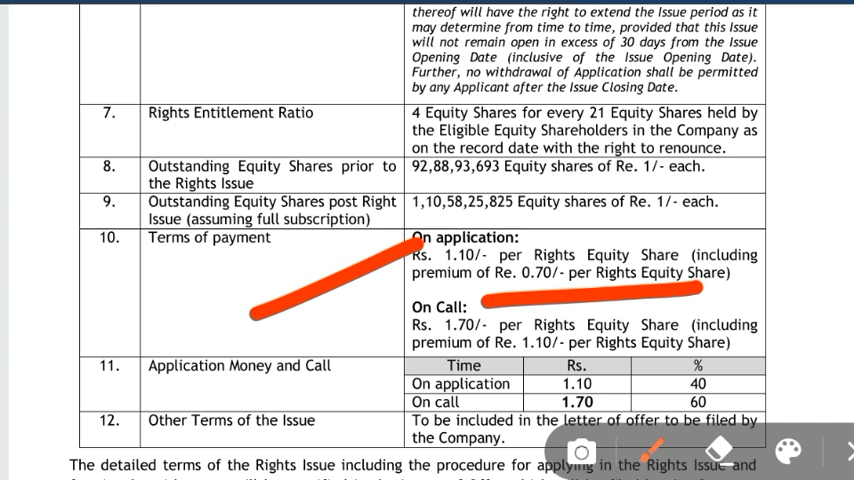 thereof will have the right to extend the Issue period as it
may determine from time to time, provided that this Issue
will not remain open in excess of 30 days from the Issue
Opening Date (inclusive of the Issue Opening Date).
Further, no withdrawal of Application shall be permitted
by any Applicant after the Issue Closing Date.
7. Rights Entitlement Ratio 4 Equity Shares for every 21 Equity Shares held by
the Eligible Equity Shareholders in the Company as
on the record date with the right to renounce.
8. Outstanding Equity Shares prior to 92,88,93,693 Equity shares of Re. 1/- each.
the Rights Issue
9. Outstanding Equity Shares post Right 1,10,58,25,825 Equity shares of Re. 1/- each.
Issue (assuming full subscription)
10. Terms of payment On application:
Rs. 1.10/- per Rights Equity Share (including
premium of Re. 0.70/- per Rights Equity Share)
On Call:
Rs. 1.70/- per Rights Equity Share (including
premium of Re. 1.10/- per Rights Equity Share)
11. Application Money and Call Time Rs. %
On application 1.10 40
On call 1.70 60
12. Other Terms of the Issue To be included in the letter of offer to be filed by
the Company.
The detailed terms of the Rights Issue including the procedure for applying in the Rights Issue and